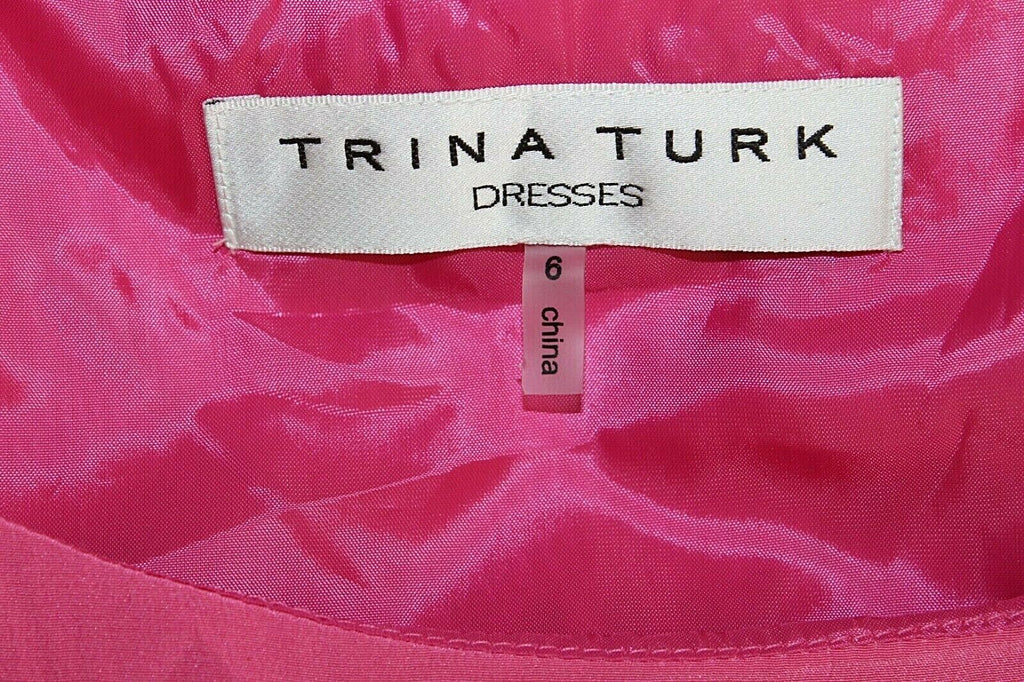 TRINA TURK
DRESSES
6
china